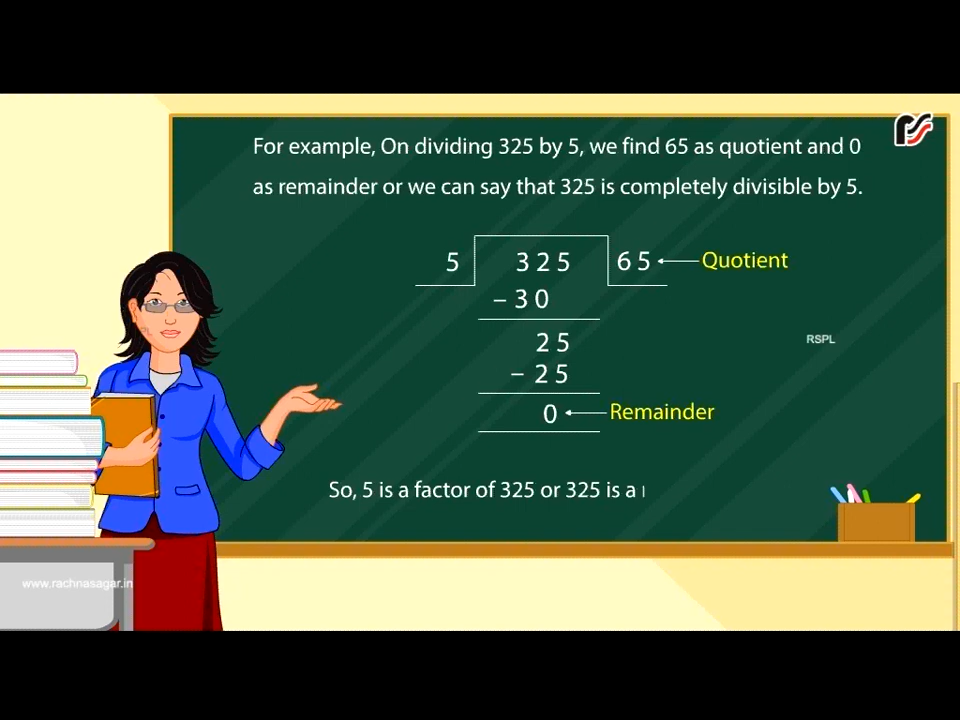 For example, On dividing 325 by 5, we find 65 as quotient and 0
as remainder or we can say that 325 is completely divisible by 5.
5 325 65 Quotient
– 30
25
RSPL
– 25
0 Remainder
So, 5 is a factor of 325 or 325 is a
www.rachnasagar.in